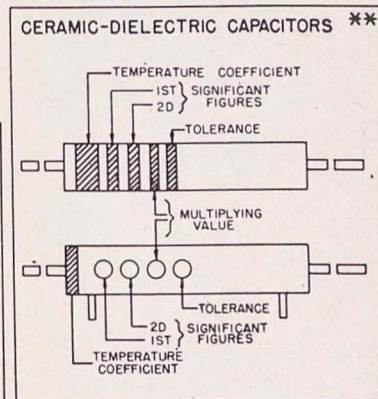 CERAMIC-DIELECTRIC CAPACITORS **
TEMPERATURE COEFFICIENT
1ST } SIGNIFICANT
2D } FIGURES
TOLERANCE
MULTIPLYING
VALUE
TOLERANCE
2D } SIGNIFICANT
1ST } FIGURES
TEMPERATURE
COEFFICIENT